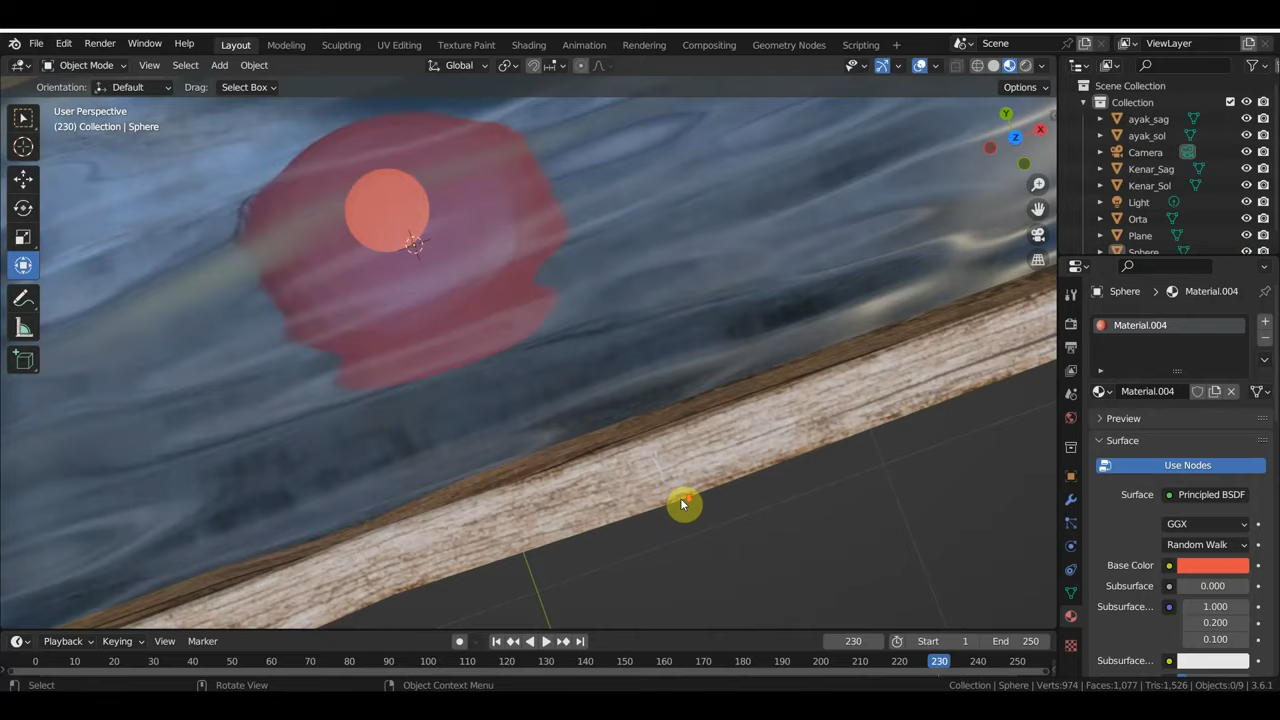 File Edit Render Window Help Layout Modeling Sculpting UV Editing Texture Paint Shading Animation Rendering Compositing Geometry Nodes Scripting + Scene ViewLayer
Object Mode View Select Add Object Global
Orientation: Default Drag: Select Box Options
User Perspective
(230) Collection | Sphere
Y
X
Z
Scene Collection
Collection
ayak_sag
ayak_sol
Camera
Kenar_Sag
Kenar_Sol
Light
Orta
Plane
Sphere
Sphere > Material.004
Material.004
Material.004
Preview
Surface
Use Nodes
Surface Principled BSDF
GGX
Random Walk
Base Color
Subsurface 0.000
Subsurface... 1.000
0.200
0.100
Subsurface...
Playback Keying View Marker 230 Start 1 End 250
0 10 20 30 40 50 60 70 80 90 100 110 120 130 140 150 160 170 180 190 200 210 220 230 240 250
Select Rotate View Object Context Menu Collection | Sphere | Verts:974 | Faces:1,077 | Tris:1,526 | Objects:0/9 | 3.6.1